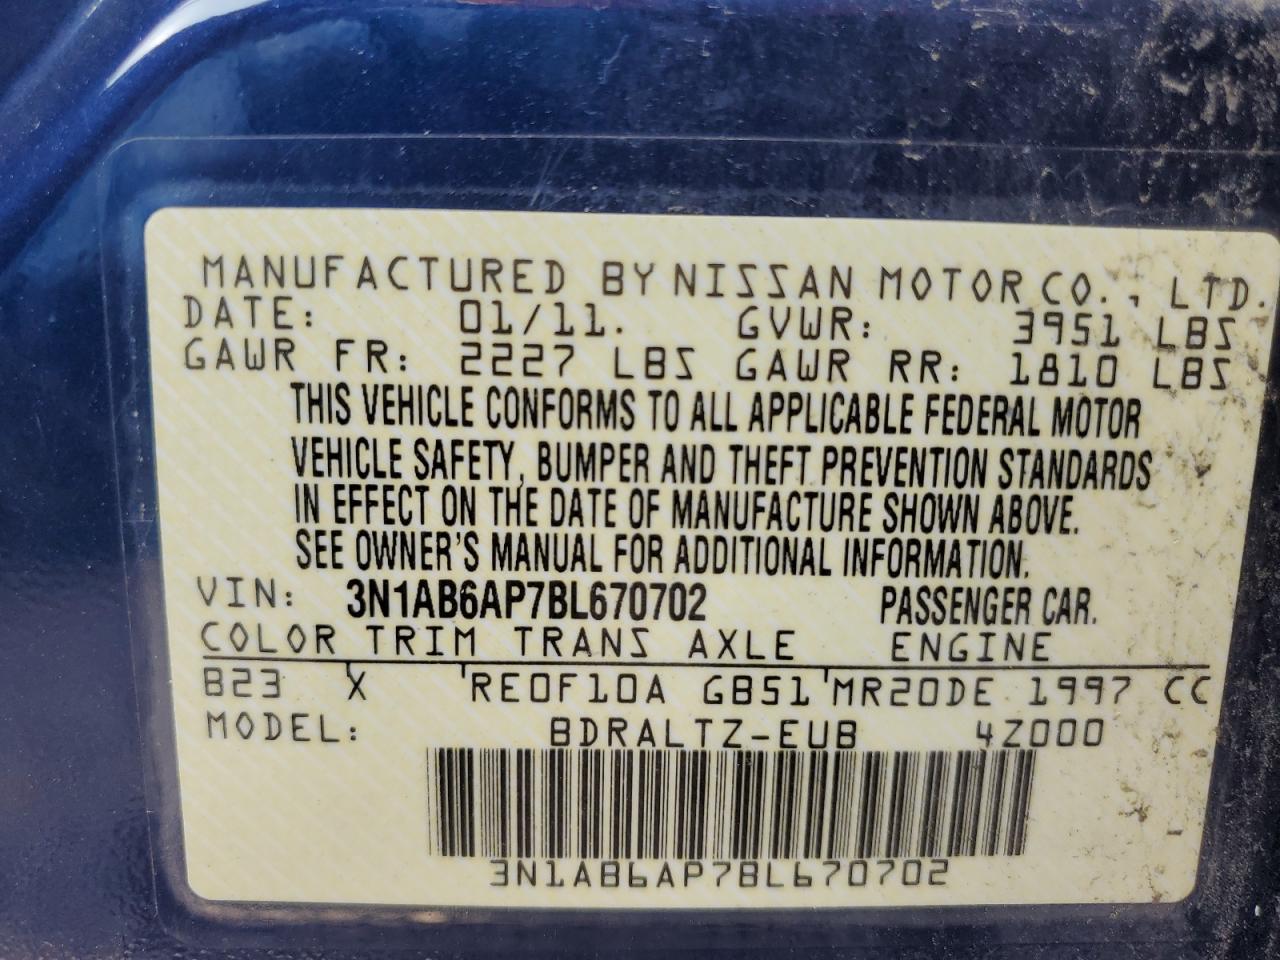 MANUFACTURED BY NISSAN MOTOR CO., LTD.
DATE: 01/11. GVWR: 3951 LBS
GAWR FR: 2227 LBS GAWR RR: 1810 LBS
THIS VEHICLE CONFORMS TO ALL APPLICABLE FEDERAL MOTOR
VEHICLE SAFETY, BUMPER AND THEFT PREVENTION STANDARDS
IN EFFECT ON THE DATE OF MANUFACTURE SHOWN ABOVE.
SEE OWNER'S MANUAL FOR ADDITIONAL INFORMATION.
VIN: 3N1AB6AP7BL670702 PASSENGER CAR.
COLOR TRIM TRANS AXLE ENGINE
B23 X RE0F10A GB51 MR20DE 1997 CC
MODEL: BDRALTZ-EUB 4Z000
3N1AB6AP7BL670702